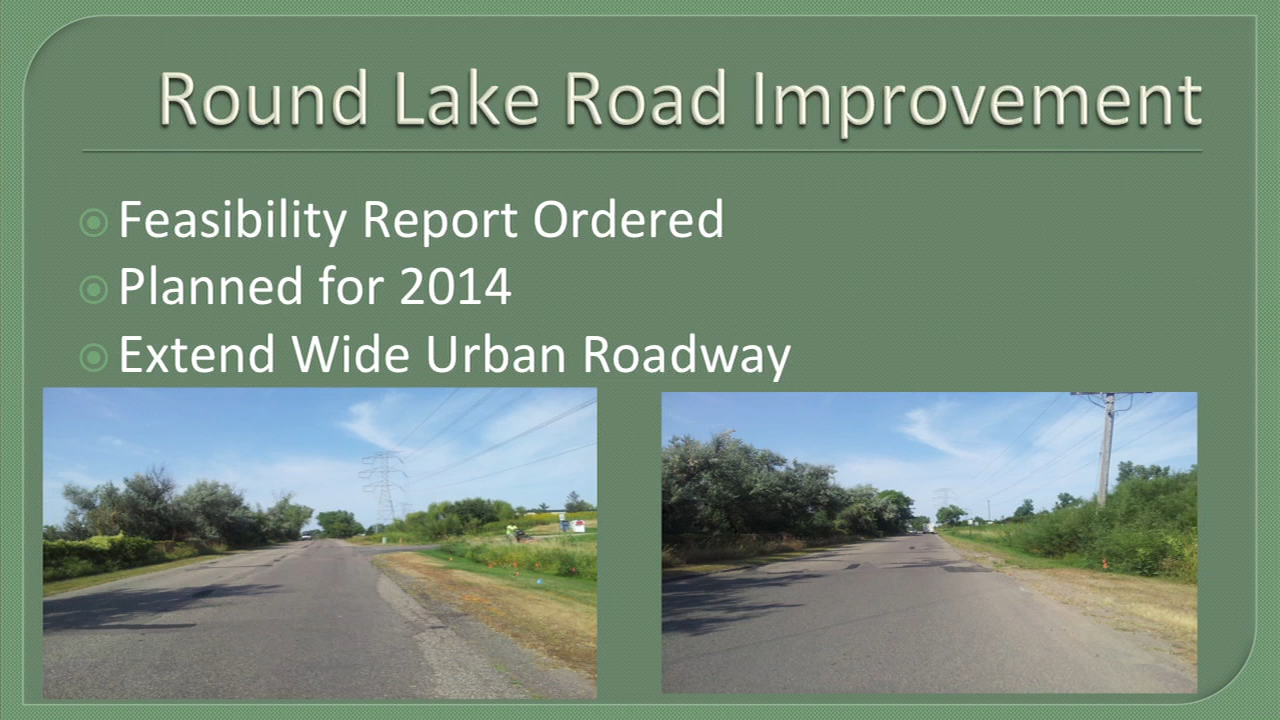 Round Lake Road Improvement
Feasibility Report Ordered
Planned for 2014
Extend Wide Urban Roadway